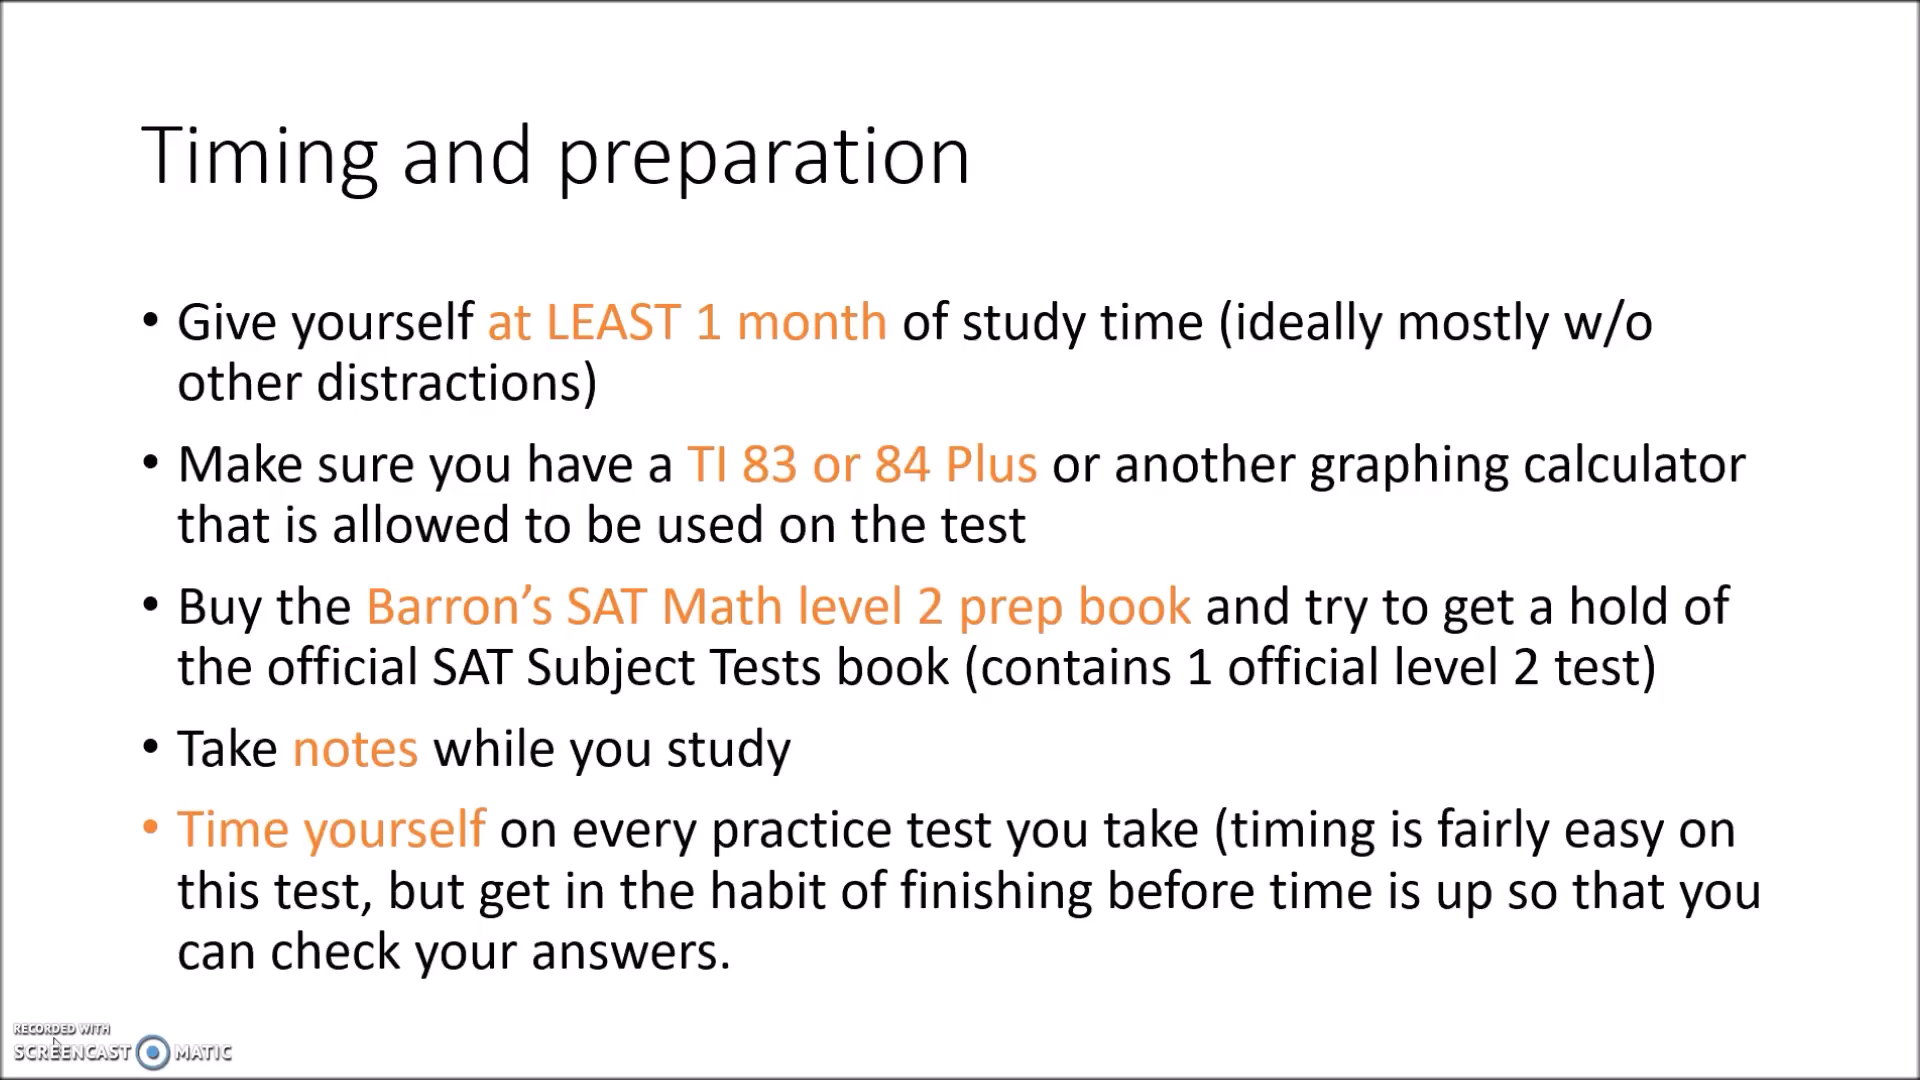 Timing and preparation
• Give yourself at LEAST 1 month of study time (ideally mostly w/o
other distractions)
• Make sure you have a TI 83 or 84 Plus or another graphing calculator
that is allowed to be used on the test
• Buy the Barron’s SAT Math level 2 prep book and try to get a hold of
the official SAT Subject Tests book (contains 1 official level 2 test)
• Take notes while you study
• Time yourself on every practice test you take (timing is fairly easy on
this test, but get in the habit of finishing before time is up so that you
can check your answers.
RECORDED WITH
SCREENCAST MATIC